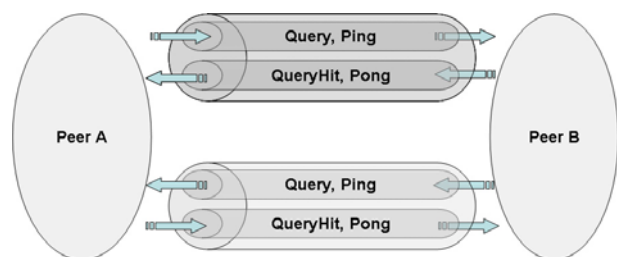 Query, Ping
QueryHit, Pong
Peer A
Peer B
Query, Ping
QueryHit, Pong